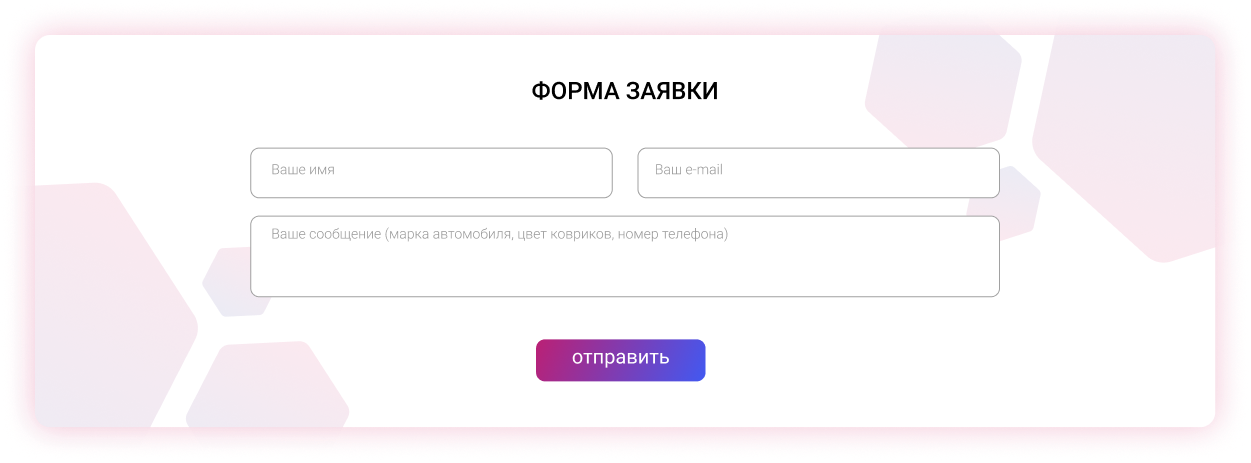 ФОРМА ЗАЯВКИ
Ваше имя
Ваш e-mail
Ваше сообщение (марка автомобиля, цвет ковриков, номер телефона)
отправить